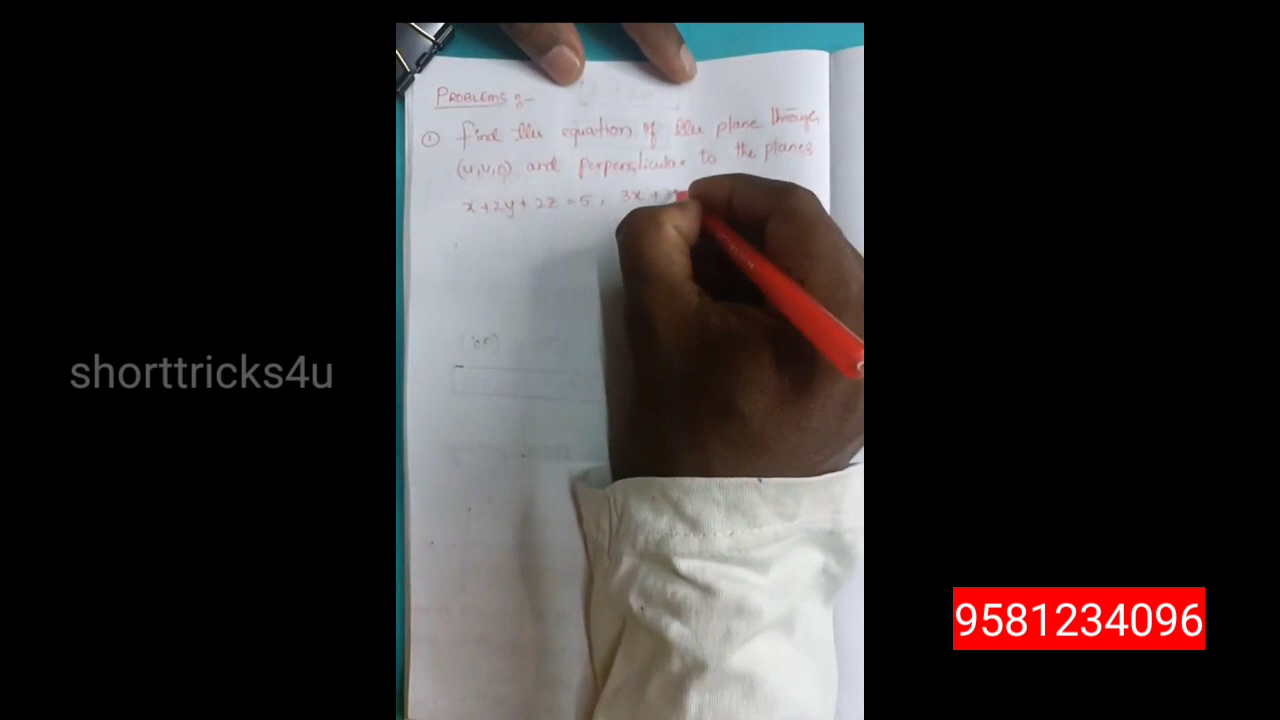 PROBLEMS :-
① Find the equation of the plane through
(4,4,0) and perpendicular to the planes
x+2y+2z=5, 3x+3y
shorttricks4u
9581234096